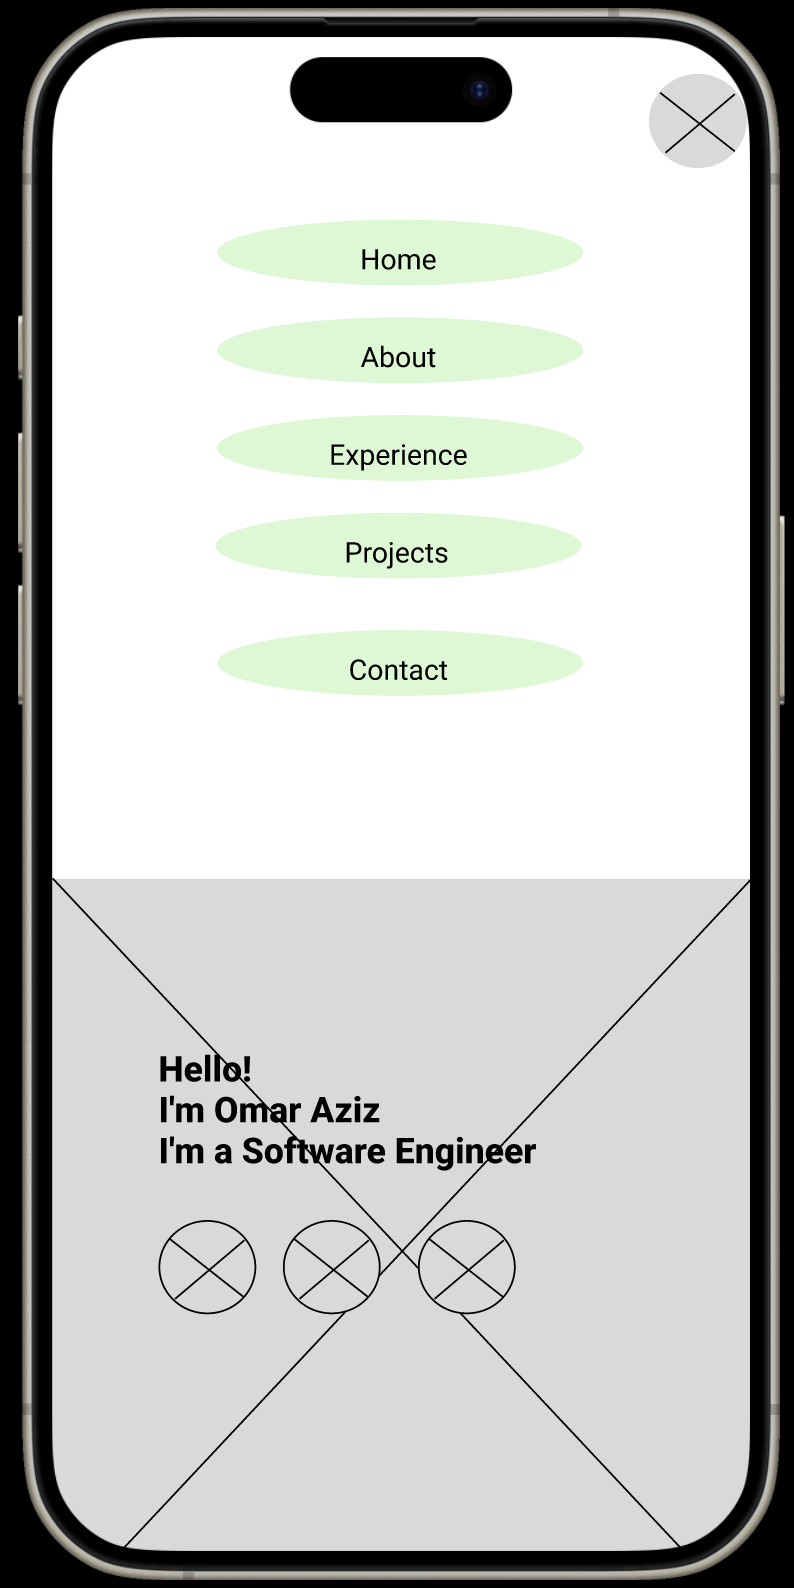 Home
About
Experience
Projects
Contact
Hello!
I'm Omar Aziz
I'm a Software Engineer